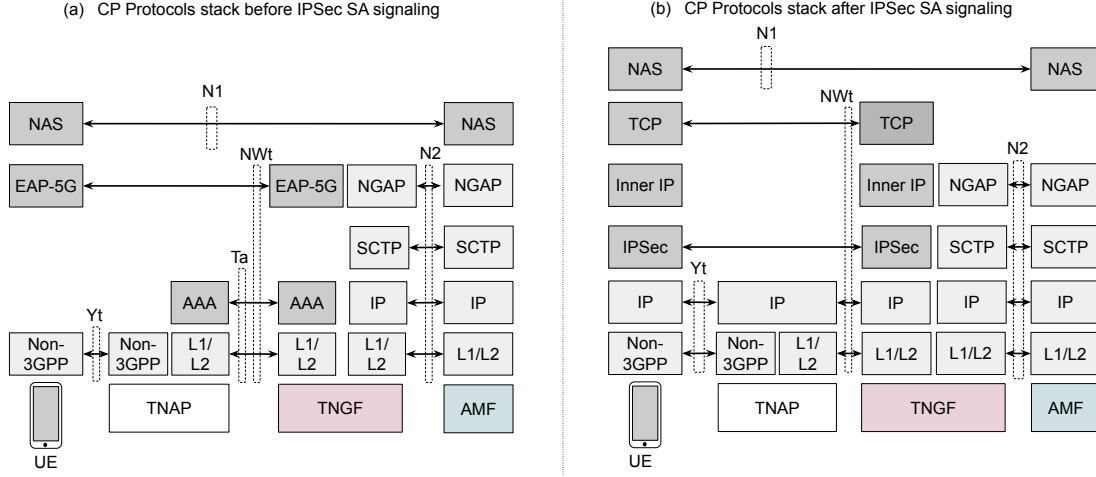 (a) CP Protocols stack before IPSec SA signaling
N1
NAS
NAS
NWt
N2
EAP-5G
EAP-5G
NGAP
NGAP
SCTP
SCTP
Ta
AAA
AAA
IP
IP
Yt
Non-
3GPP
Non-
3GPP
L1/
L2
L1/
L2
L1/
L2
L1/L2
TNAP
TNGF
AMF
UE
(b) CP Protocols stack after IPSec SA signaling
N1
NAS
NAS
NWt
TCP
TCP
N2
Inner IP
Inner IP
NGAP
NGAP
IPSec
IPSec
SCTP
SCTP
Yt
IP
IP
IP
IP
IP
Non-
3GPP
Non-
3GPP
L1/
L2
L1/L2
L1/L2
L1/L2
TNAP
TNGF
AMF
UE